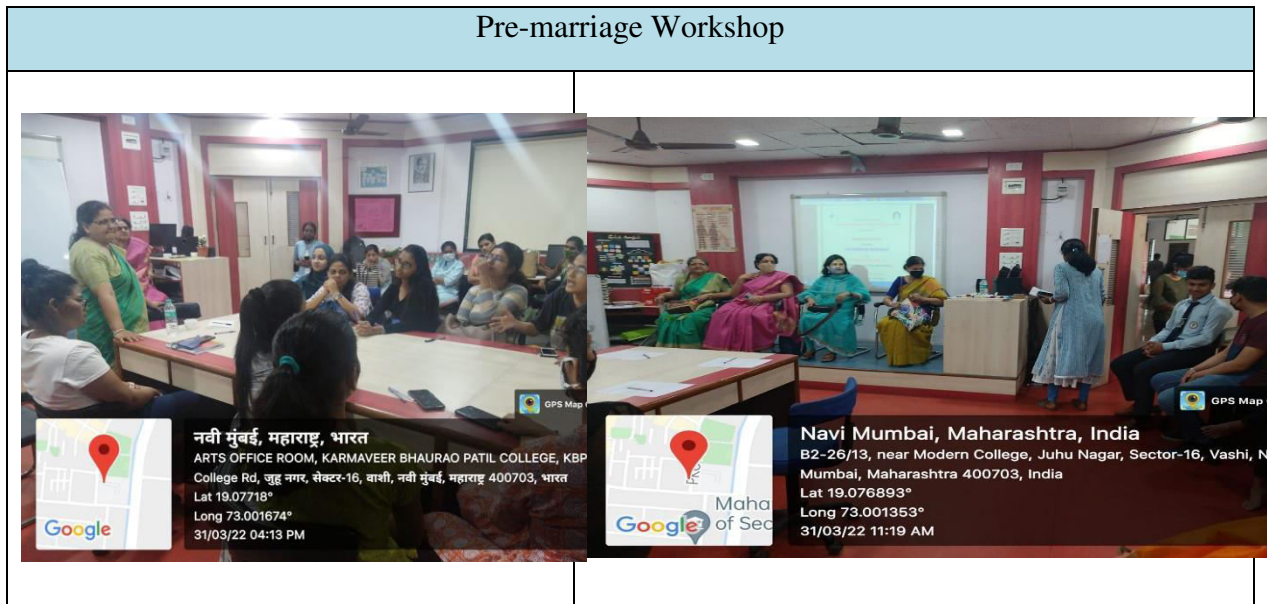 Pre-marriage Workshop
GPS Map
नवी मुंबई, महाराष्ट्र, भारत
ARTS OFFICE ROOM, KARMAVEER BHAURAO PATIL COLLEGE, KBP
College Rd, जुहू नगर, सेक्टर-16, वाशी, नवी मुंबई, महाराष्ट्र 400703, भारत
Lat 19.07718°
Long 73.001674°
31/03/22 04:13 PM
Google
GPS Map
Navi Mumbai, Maharashtra, India
B2-26/13, near Modern College, Juhu Nagar, Sector-16, Vashi, N
Mumbai, Maharashtra 400703, India
Lat 19.076893°
Long 73.001353°
31/03/22 11:19 AM
Maha
of Sec
Google